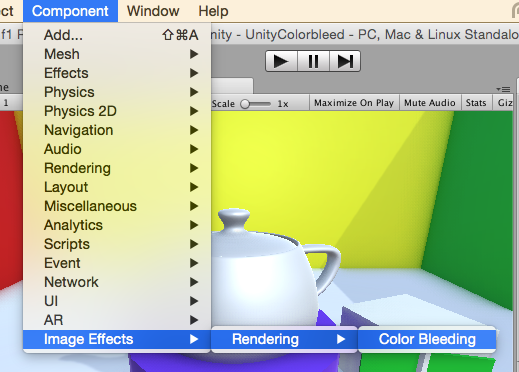 ect Component Window Help
f1 nity - UnityColorbleed - PC, Mac & Linux Standalo
ne
1 Scale 1x Maximize On Play Mute Audio Stats Giz
Add... ⇧⌘A
Mesh
Effects
Physics
Physics 2D
Navigation
Audio
Rendering
Layout
Miscellaneous
Analytics
Scripts
Event
Network
UI
AR
Image Effects Rendering Color Bleeding